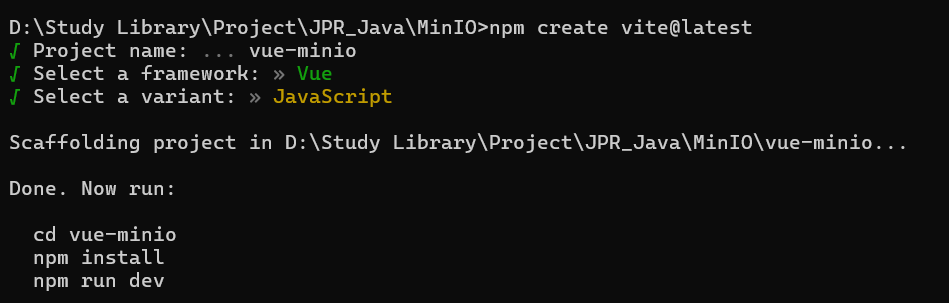 D:\Study Library\Project\JPR_Java\MinIO>npm create vite@latest
√ Project name: ... vue-minio
√ Select a framework: » Vue
√ Select a variant: » JavaScript
Scaffolding project in D:\Study Library\Project\JPR_Java\MinIO\vue-minio...
Done. Now run:
cd vue-minio
npm install
npm run dev